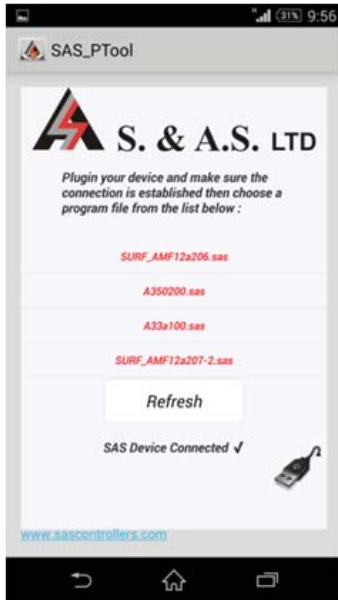 31% 9:56
SAS_PTool
S. & A.S. LTD
Plugin your device and make sure the
connection is established then choose a
program file from the list below :
SURF_AMF12a206.sas
A350200.sas
A33a100.sas
SURF_AMF12a207-2.sas
Refresh
SAS Device Connected ✓
www.sascontrollers.com